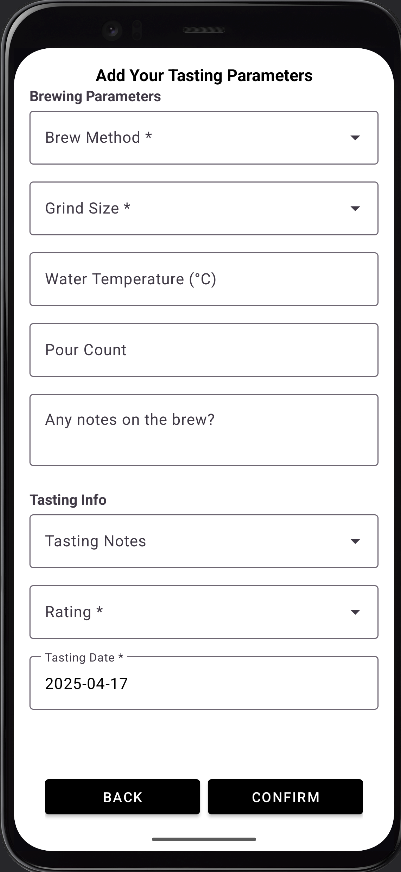 Add Your Tasting Parameters
Brewing Parameters
Brew Method *
Grind Size *
Water Temperature (°C)
Pour Count
Any notes on the brew?
Tasting Info
Tasting Notes
Rating *
Tasting Date *
2025-04-17
BACK CONFIRM